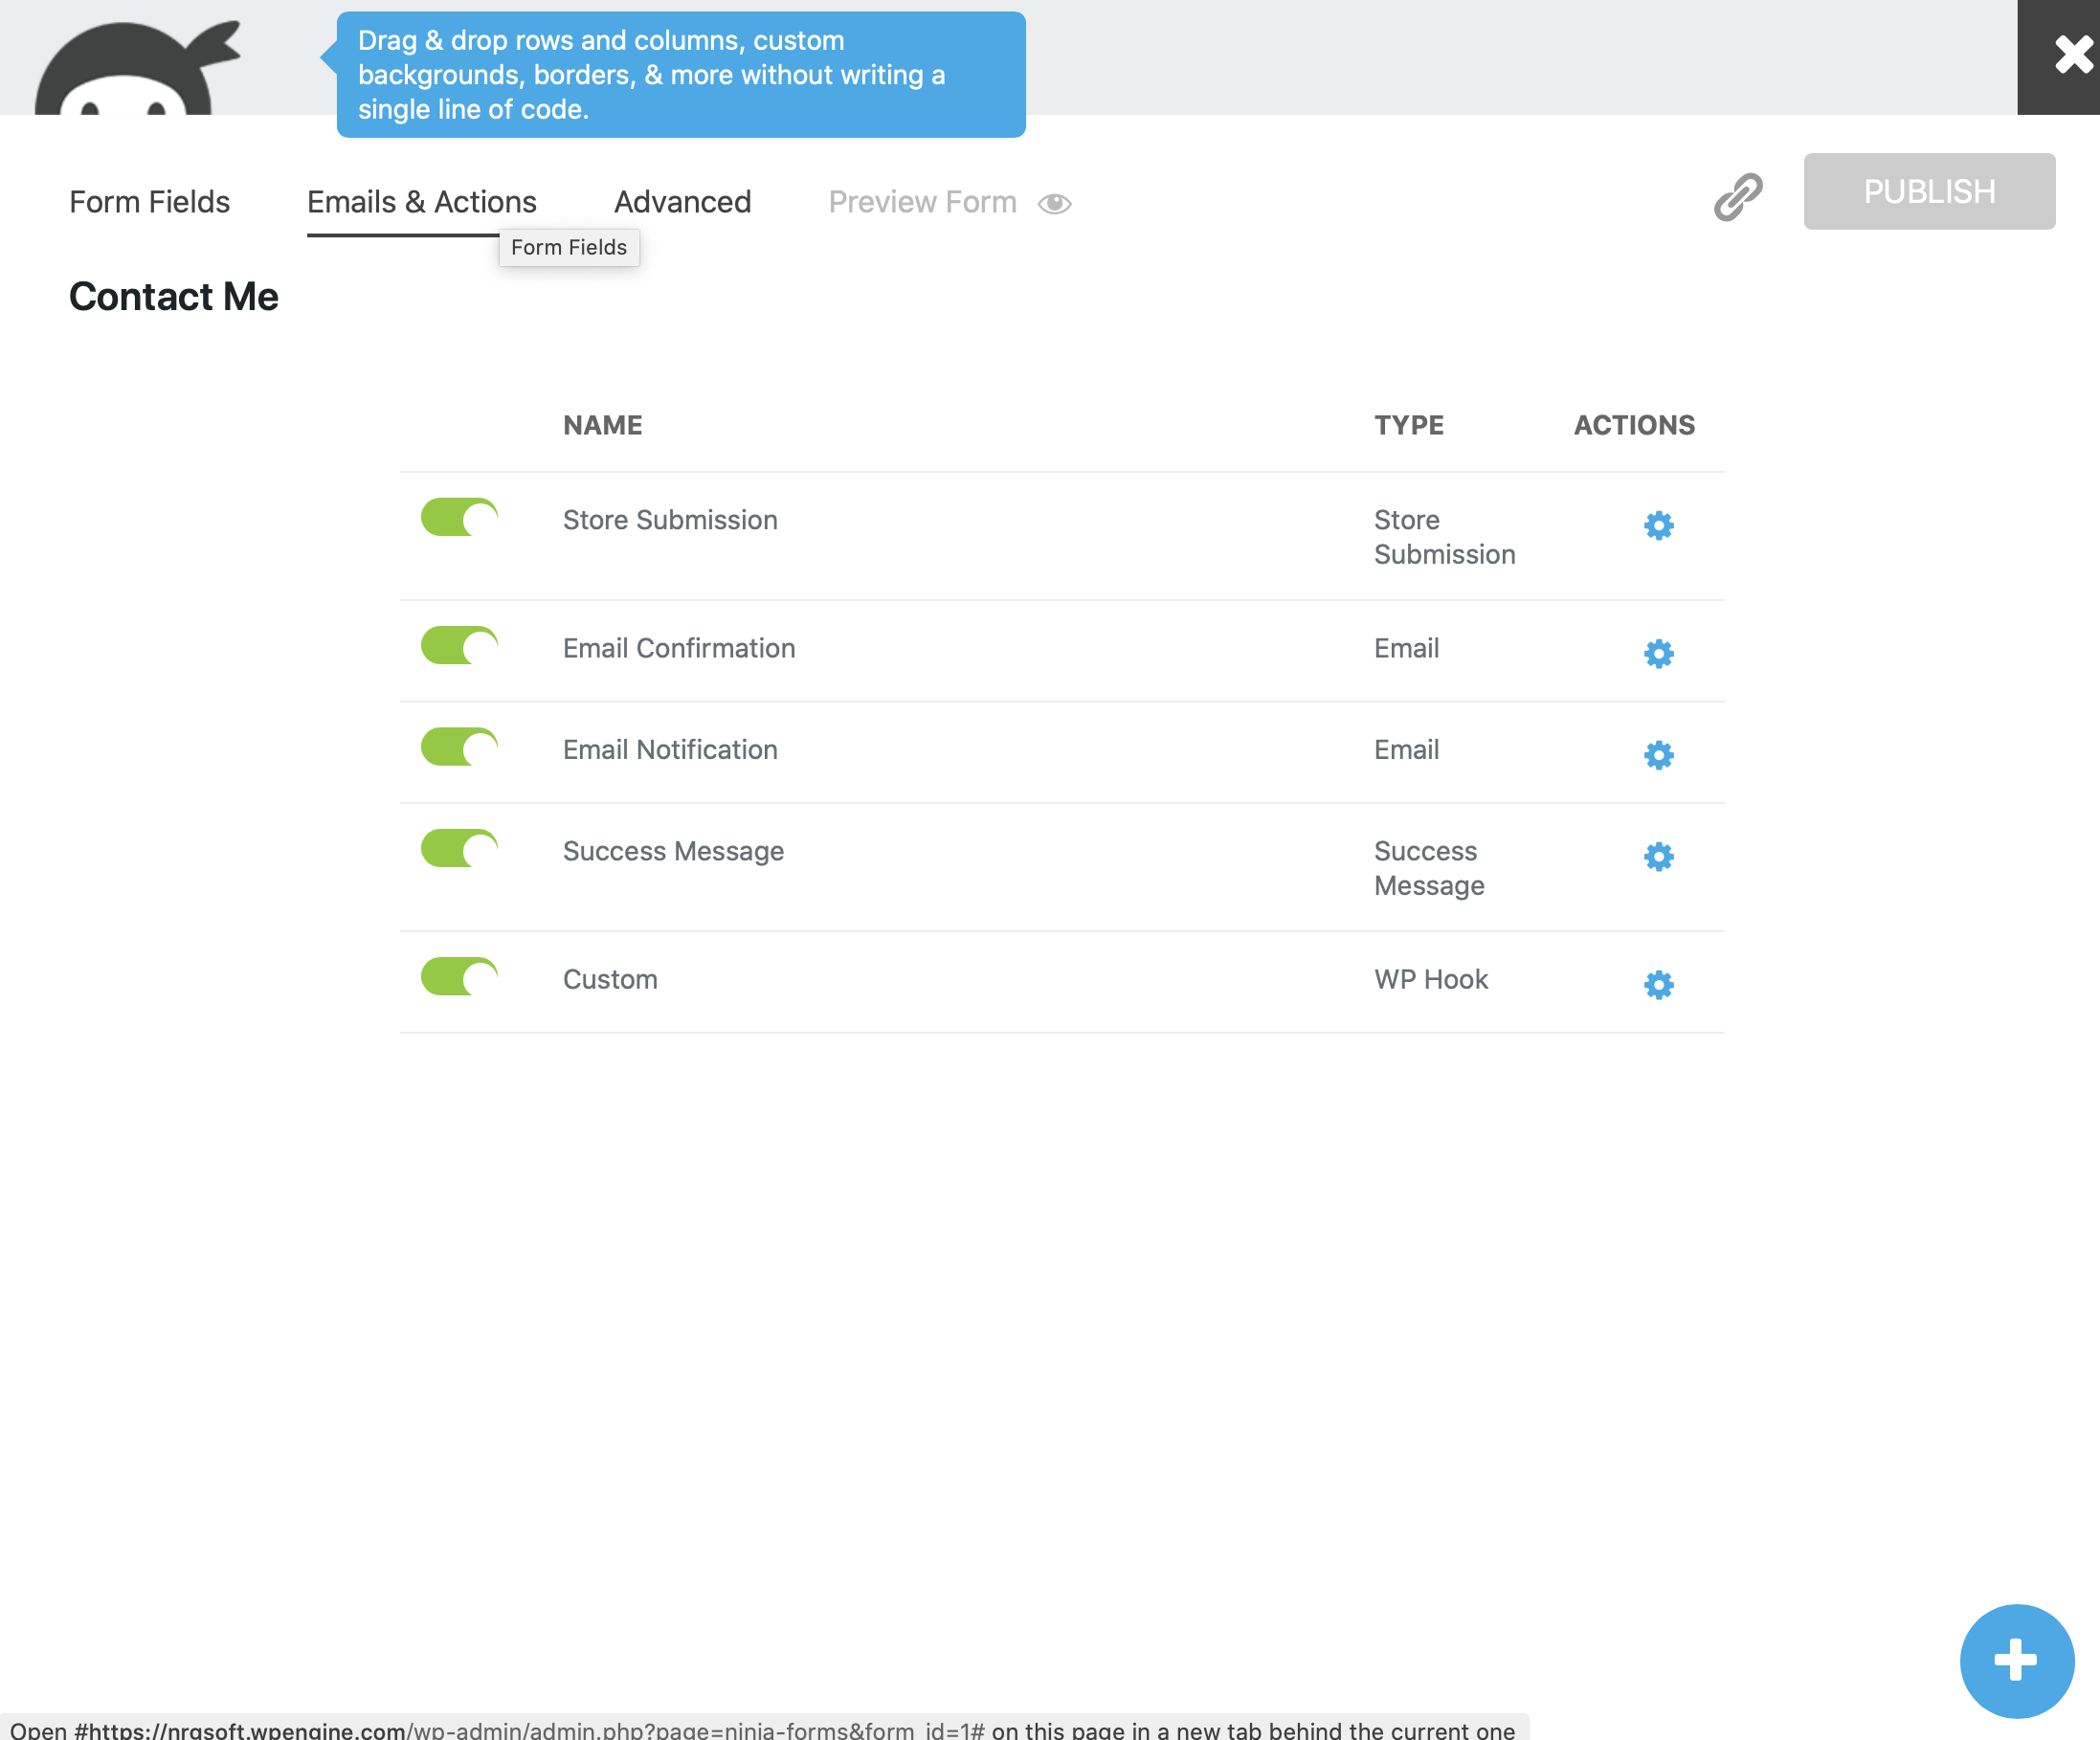 Drag & drop rows and columns, custom
backgrounds, borders, & more without writing a
single line of code.
Form Fields
Emails & Actions
Advanced
Preview Form
PUBLISH
Form Fields
Contact Me
NAME
TYPE
ACTIONS
Store Submission
Store
Submission
Email Confirmation
Email
Email Notification
Email
Success Message
Success
Message
Custom
WP Hook
Open #https://nrgsoft.wpengine.com/wp-admin/admin.php?page=ninja-forms&form_id=1# on this page in a new tab behind the current one